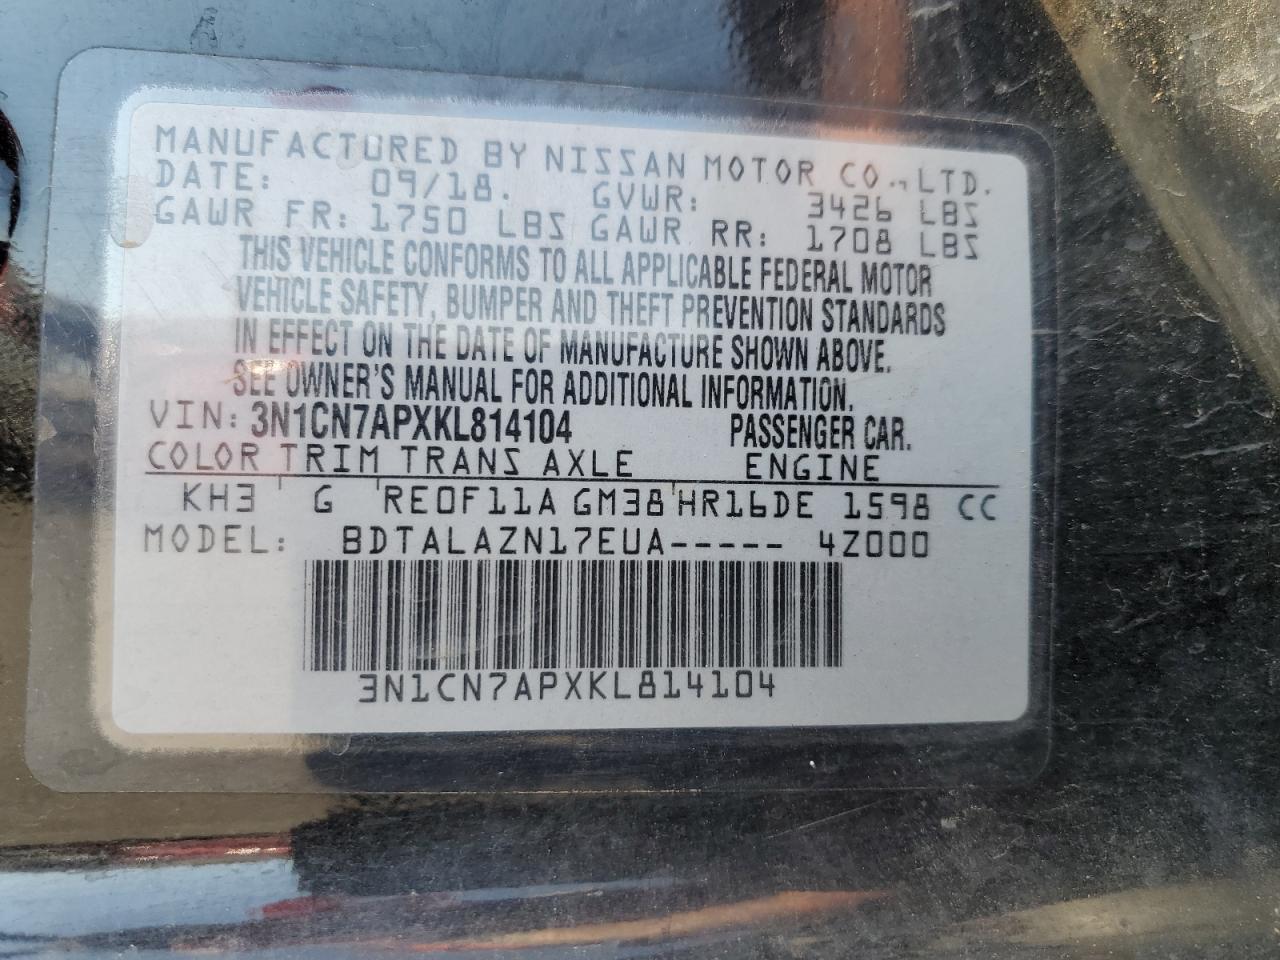 MANUFACTURED BY NISSAN MOTOR CO., LTD.
DATE: 09/18. GVWR: 3426 LBS
GAWR FR: 1750 LBS GAWR RR: 1708 LBS
THIS VEHICLE CONFORMS TO ALL APPLICABLE FEDERAL MOTOR
VEHICLE SAFETY, BUMPER AND THEFT PREVENTION STANDARDS
IN EFFECT ON THE DATE OF MANUFACTURE SHOWN ABOVE.
SEE OWNER'S MANUAL FOR ADDITIONAL INFORMATION.
VIN: 3N1CN7APXKL814104 PASSENGER CAR.
COLOR TRIM TRANS AXLE ENGINE
KH3 G RE0F11A GM38 HR16DE 1598 CC
MODEL: BDTALAZN17EUA----- 4Z000
3N1CN7APXKL814104